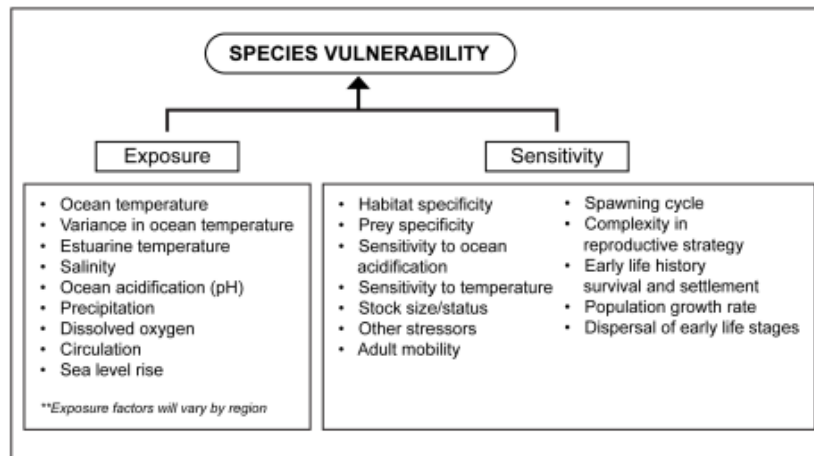 SPECIES VULNERABILITY
Exposure
• Ocean temperature
• Variance in ocean temperature
• Estuarine temperature
• Salinity
• Ocean acidification (pH)
• Precipitation
• Dissolved oxygen
• Circulation
• Sea level rise
**Exposure factors will vary by region
Sensitivity
• Habitat specificity
• Prey specificity
• Sensitivity to ocean
acidification
• Sensitivity to temperature
• Stock size/status
• Other stressors
• Adult mobility
• Spawning cycle
• Complexity in
reproductive strategy
• Early life history
survival and settlement
• Population growth rate
• Dispersal of early life stages